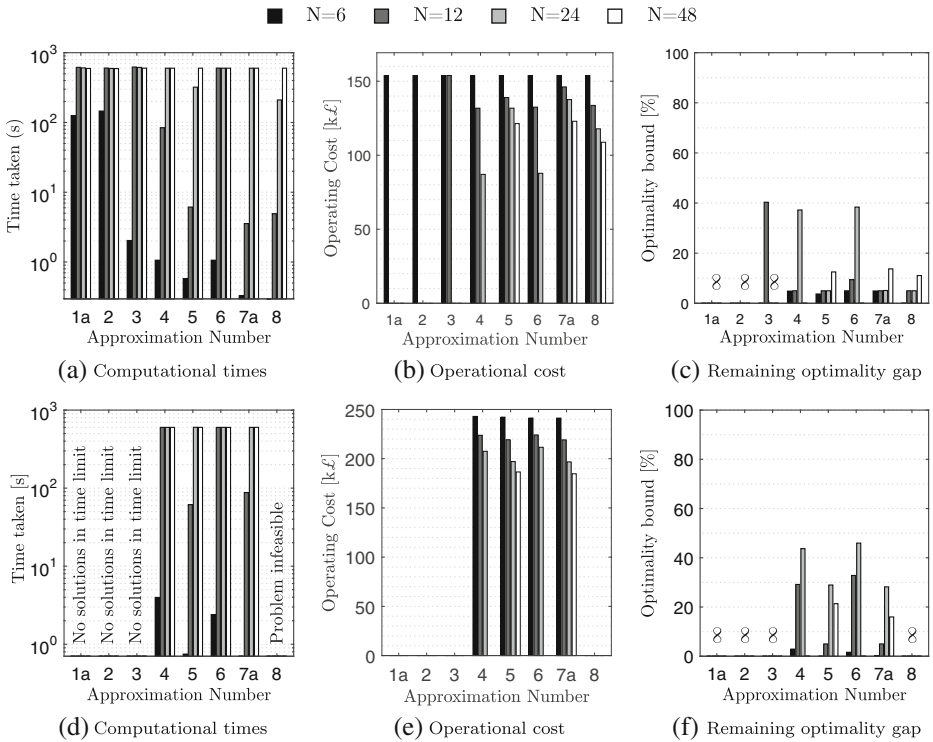 N=6 N=12 N=24 N=48
Time taken (s)
10³
10²
10¹
10⁰
1a 2 3 4 5 6 7a 8
Approximation Number
(a) Computational times
Operating Cost [k£]
150
100
50
0
1a 2 3 4 5 6 7a 8
Approximation Number
(b) Operational cost
Optimality bound [%]
100
80
60
40
20
0
∞ ∞ ∞
1a 2 3 4 5 6 7a 8
Approximation Number
(c) Remaining optimality gap
Time taken [s]
10³
10²
10¹
10⁰
No solutions in time limit
No solutions in time limit
No solutions in time limit
Problem infeasible
1a 2 3 4 5 6 7a 8
Approximation Number
(d) Computational times
Operating Cost [k£]
250
200
150
100
50
0
1a 2 3 4 5 6 7a 8
Approximation Number
(e) Operational cost
Optimality bound [%]
100
80
60
40
20
0
∞ ∞ ∞ ∞
1a 2 3 4 5 6 7a 8
Approximation Number
(f) Remaining optimality gap